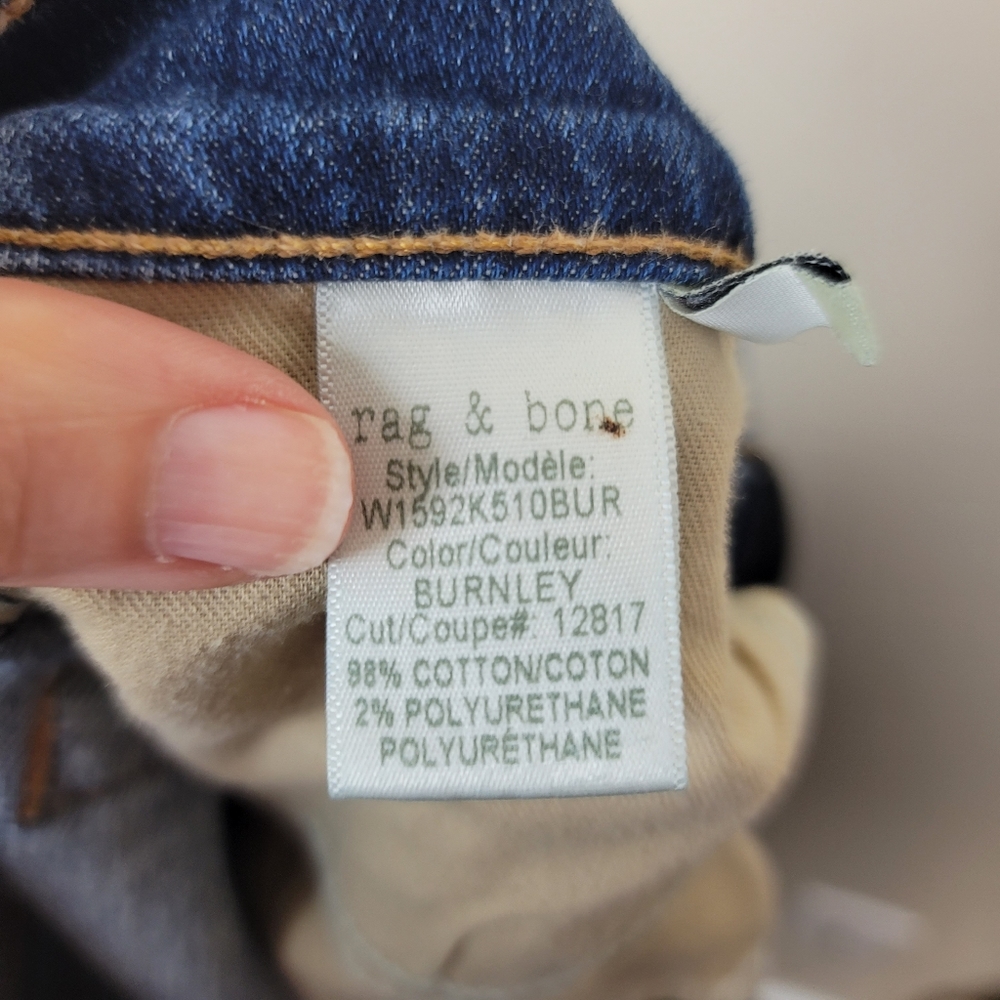 rag & bone
Style/Modèle:
W1592K510BUR
Color/Couleur:
BURNLEY
Cut/Coupe#: 12817
98% COTTON/COTON
2% POLYURETHANE
POLYURÉTHANE